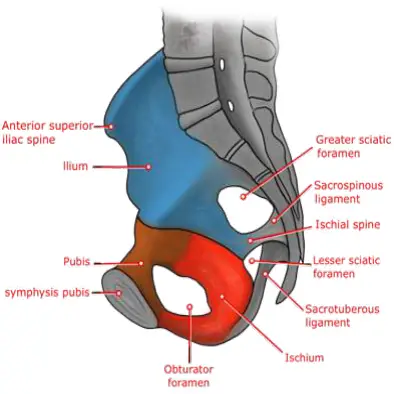 Anterior superior
iliac spine
Ilium
Pubis
symphysis pubis
Obturator
foramen
Greater sciatic
foramen
Sacrospinous
ligament
Ischial spine
Lesser sciatic
foramen
Sacrotuberous
ligament
Ischium